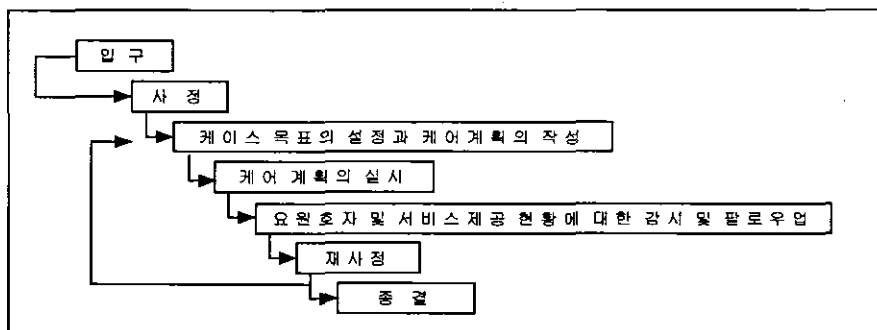 입구
사정
케이스 목표의 설정과 케어계획의 작성
케어 계획의 실시
요원호자 및 서비스제공 현황에 대한 감시 및 팔로우업
재사정
종결